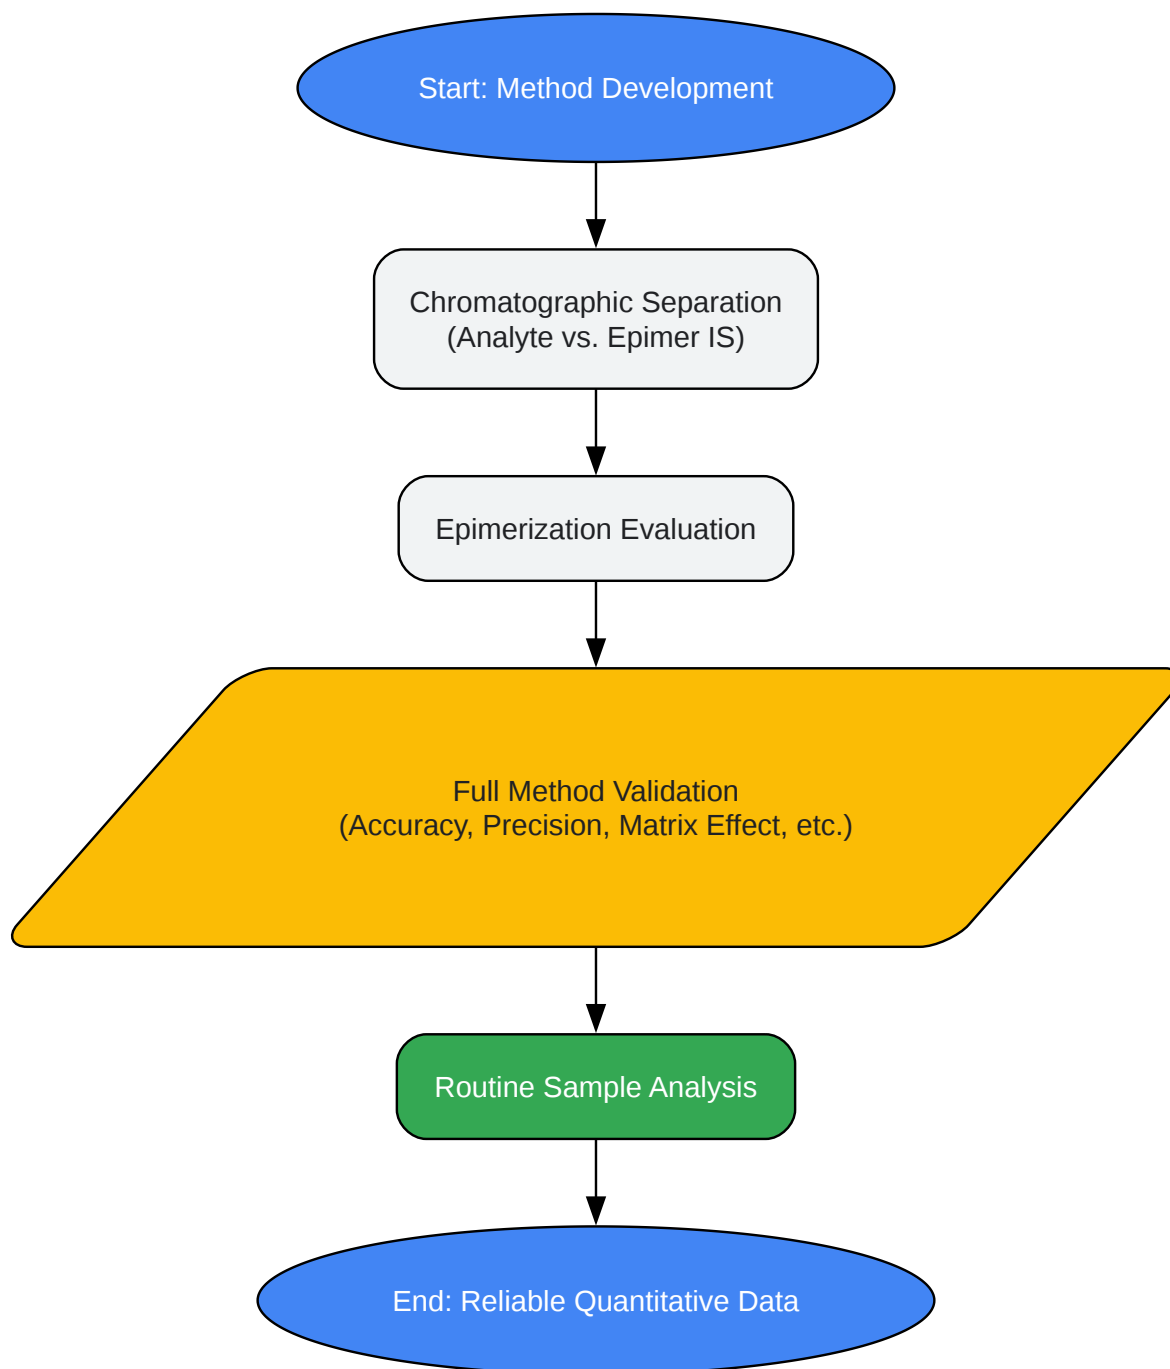 Start: Method Development
Chromatographic Separation
(Analyte vs. Epimer IS)
Epimerization Evaluation
Full Method Validation
(Accuracy, Precision, Matrix Effect, etc.)
Routine Sample Analysis
End: Reliable Quantitative Data